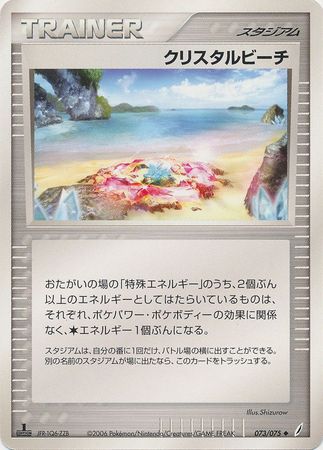 TRAINER
スタジアム
クリスタルビーチ
おたがいの場の「特殊エネルギー」のうち、2個ぶん
以上のエネルギーとしてはたらいているものは、
それぞれ、ポケパワー・ポケボディーの効果に関係
なく、✶エネルギー1個ぶんになる。
スタジアムは、自分の番に1回だけ、バトル場の横に出すことができる。
別の名前のスタジアムが場に出たなら、このカードをトラッシュする。
Illus.Shizurow
1
©2006 Pokémon/Nintendo/Creatures/GAME FREAK
073/075 ◆